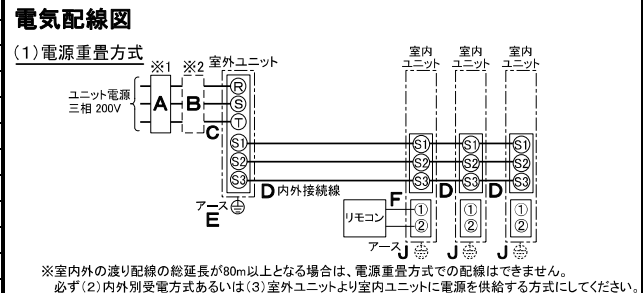 電気配線図
(1)電源重畳方式
※1 ※2 室外ユニット
室内ユニット 室内ユニット 室内ユニット
ユニット電源
三相 200V
A B C
R
S
T
S1 S1 S1 S1
S2 S2 S2 S2
S3 S3 D D S3 S3
D 内外接続線
アース
E
F
リモコン
① ① ①
② ② ②
アース J J J
※室内外の渡り配線の総延長が80m以上となる場合は、電源重畳方式での配線はできません。
必ず(2)内外別受電方式あるいは(3)室外ユニットより室内ユニットに電源を供給する方式にしてください。